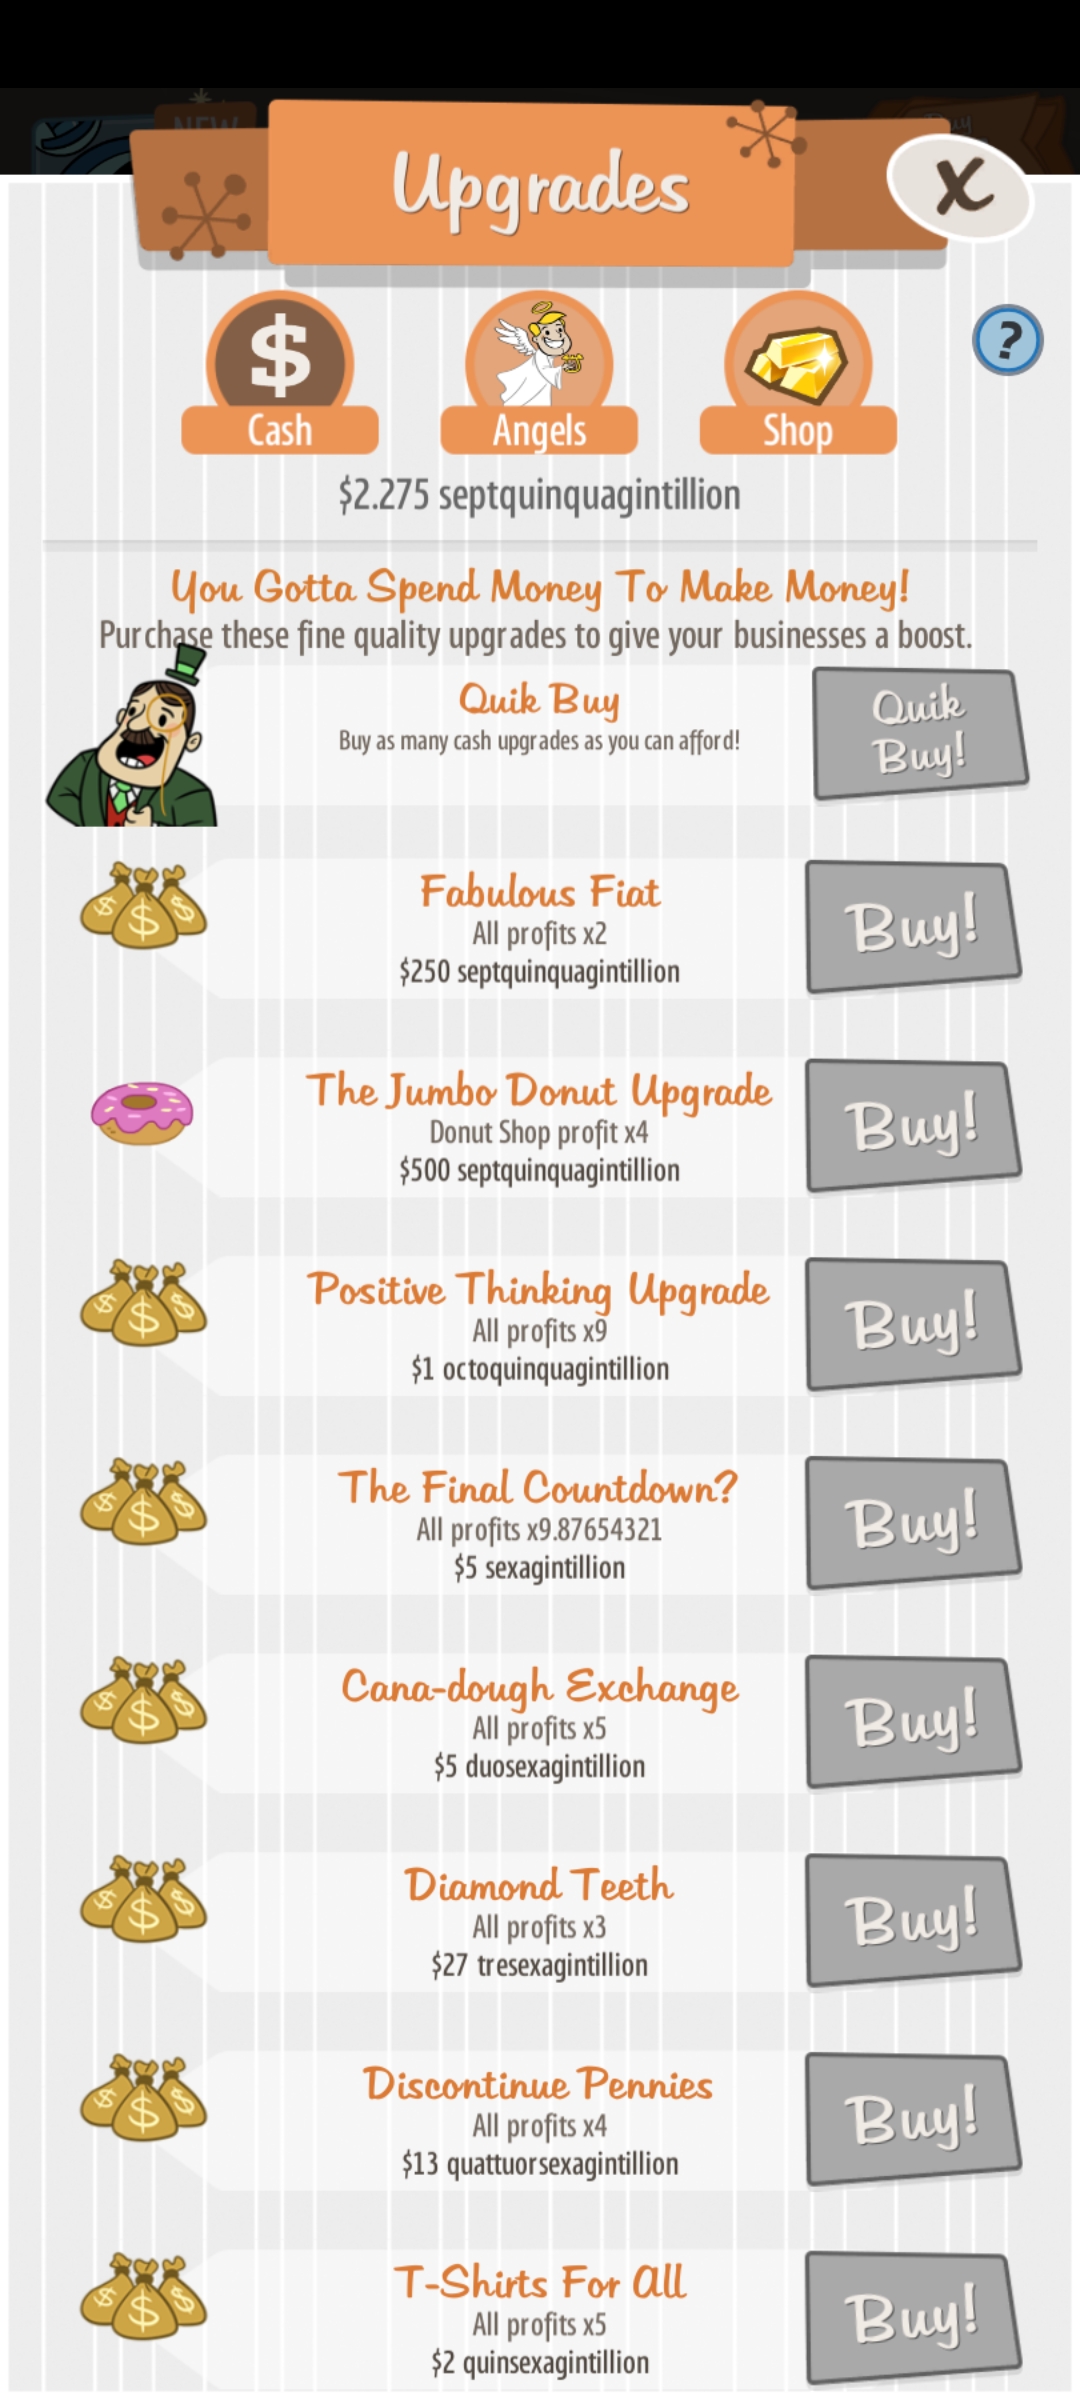 NEW
Buy
Upgrades
X
$
Cash
Angels
Shop
?
$2.275 septquinquagintillion
You Gotta Spend Money To Make Money!
Purchase these fine quality upgrades to give your businesses a boost.
Quik Buy
Buy as many cash upgrades as you can afford!
Quik
Buy!
$ $ $
Fabulous Fiat
All profits x2
$250 septquinquagintillion
Buy!
The Jumbo Donut Upgrade
Donut Shop profit x4
$500 septquinquagintillion
Buy!
$ $ $
Positive Thinking Upgrade
All profits x9
$1 octoquinquagintillion
Buy!
$ $ $
The Final Countdown?
All profits x9.87654321
$5 sexagintillion
Buy!
$ $ $
Cana-dough Exchange
All profits x5
$5 duosexagintillion
Buy!
$ $ $
Diamond Teeth
All profits x3
$27 tresexagintillion
Buy!
$ $ $
Discontinue Pennies
All profits x4
$13 quattuorsexagintillion
Buy!
$ $ $
T-Shirts For All
All profits x5
$2 quinsexagintillion
Buy!